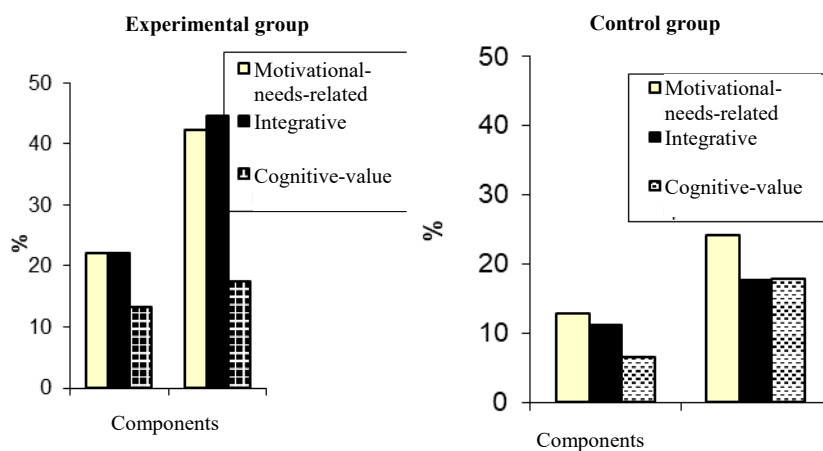 Experimental group
50
40
30
20
10
0
%
Motivational-
needs-related
Integrative
Cognitive-value
Components
Control group
50
40
30
20
10
0
%
Motivational-
needs-related
Integrative
Cognitive-value
.
Components